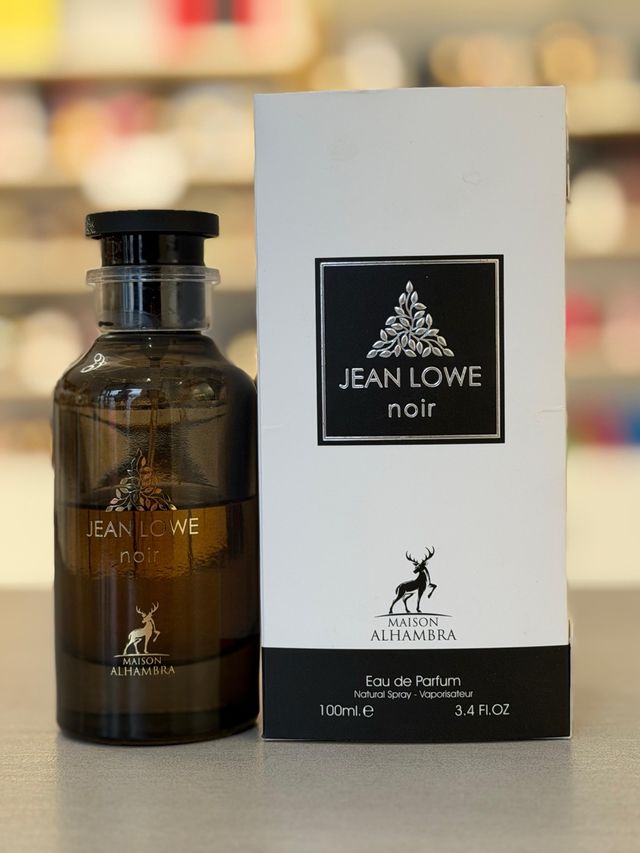 JEAN LOWE
noir
MAISON
ALHAMBRA
JEAN LOWE
noir
MAISON
ALHAMBRA
Eau de Parfum
Natural Spray - Vaporisateur
100ml. e 3.4 Fl.OZ